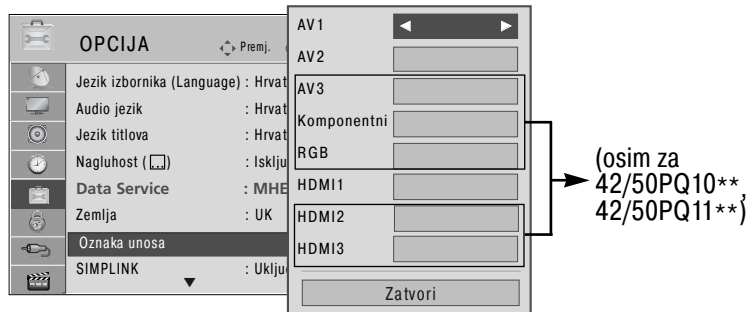 OPCIJA
Premj.
Jezik izbornika (Language) : Hrvat
Audio jezik : Hrvat
Jezik titlova : Hrvat
Nagluhost ( ) : Isklju
Data Service : MHE
Zemlja : UK
Oznaka unosa
SIMPLINK : Uključ
AV1
AV2
AV3
Komponentni
RGB
HDMI1
HDMI2
HDMI3
Zatvori
(osim za
42/50PQ10**,
42/50PQ11**)